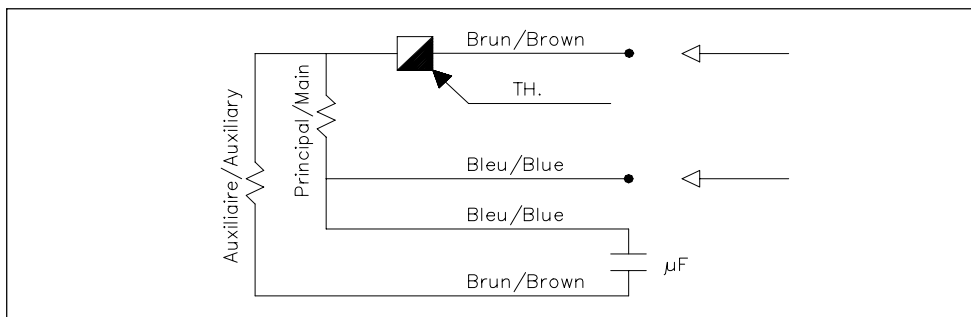 Brun/Brown
TH.
Auxiliaire/Auxiliary
Principal/Main
Bleu/Blue
Bleu/Blue
µF
Brun/Brown